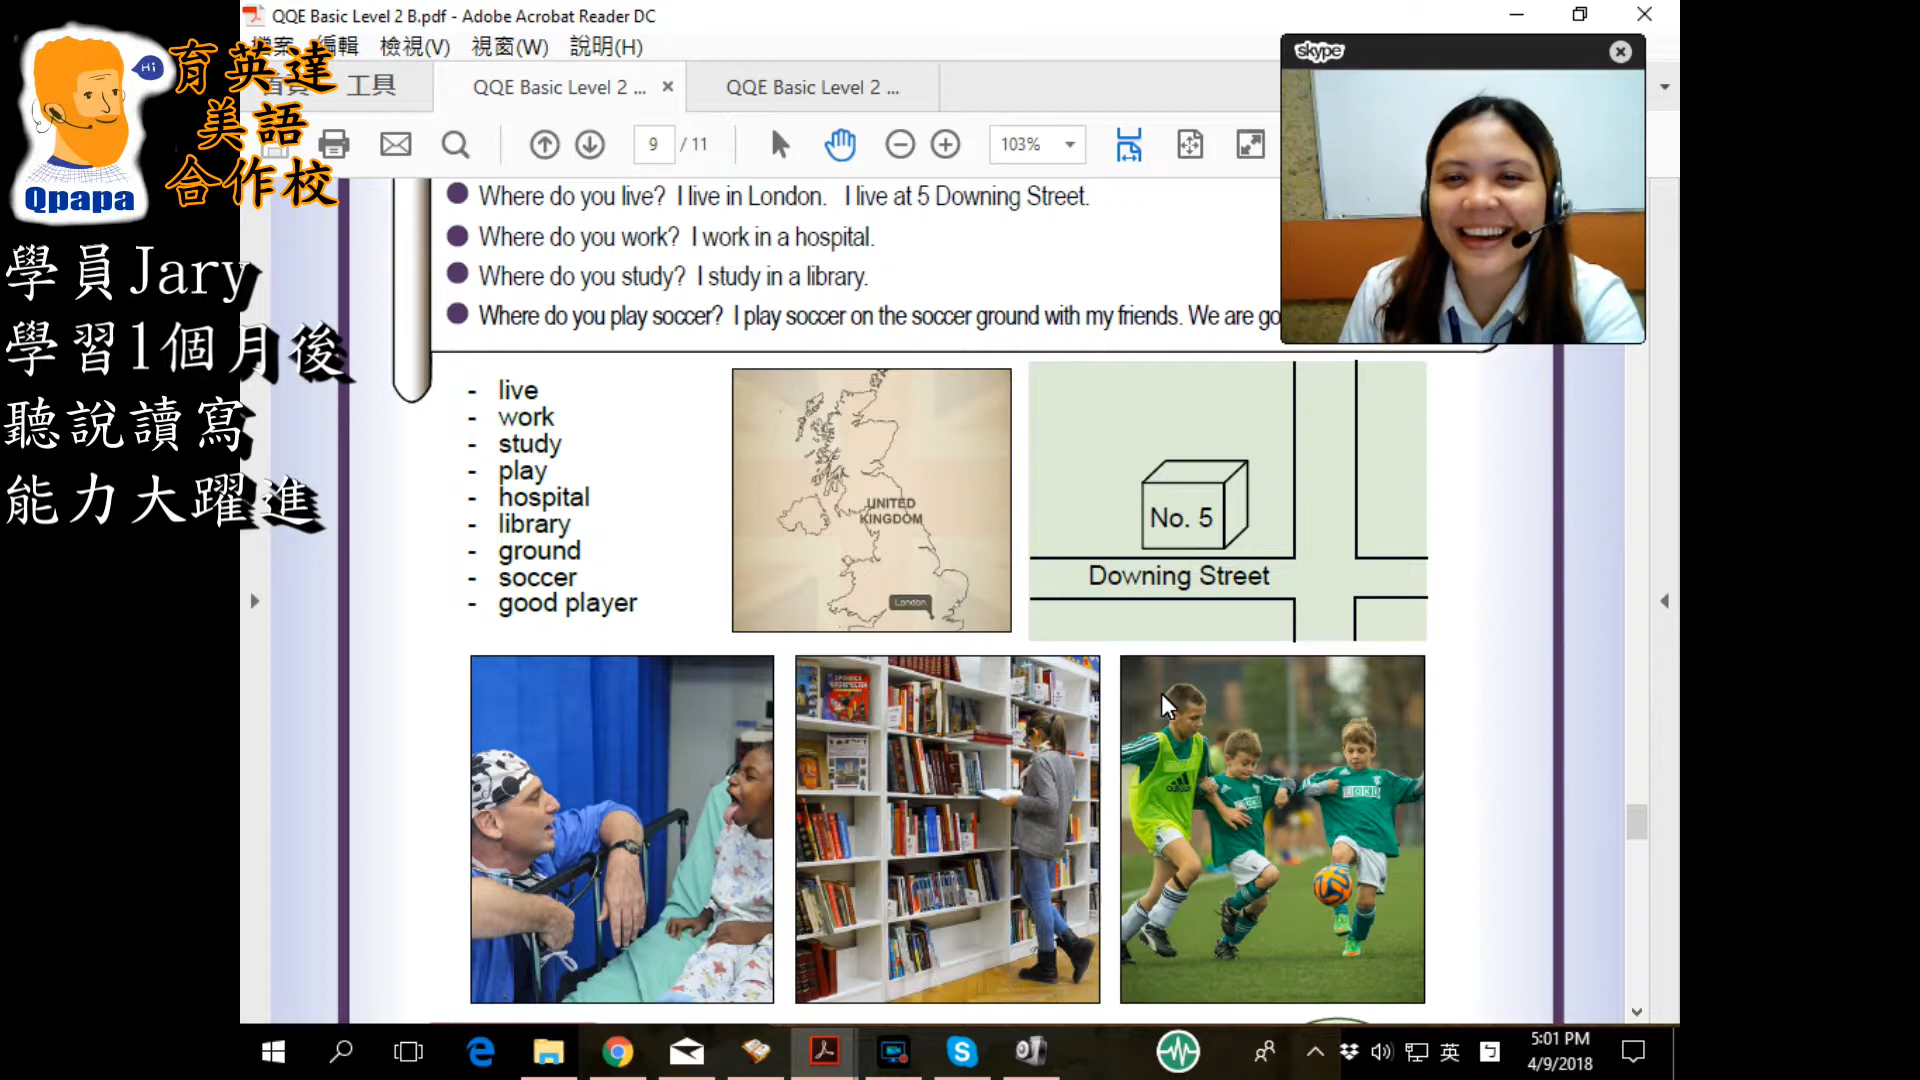 QQE Basic Level 2 B.pdf - Adobe Acrobat Reader DC
檔案 編輯 檢視(V) 視窗(W) 說明(H)
工具
QQE Basic Level 2 ...
QQE Basic Level 2 ...
9 / 11
103%
skype
Hi
Qpapa
育英達
美語
合作校
學員Jary
學習1個月後
聽說讀寫
能力大躍進
Where do you live? I live in London. I live at 5 Downing Street.
Where do you work? I work in a hospital.
Where do you study? I study in a library.
Where do you play soccer? I play soccer on the soccer ground with my friends. We are go
- live
- work
- study
- play
- hospital
- library
- ground
- soccer
- good player
UNITED
KINGDOM
London
No. 5
Downing Street
英
5:01 PM
4/9/2018